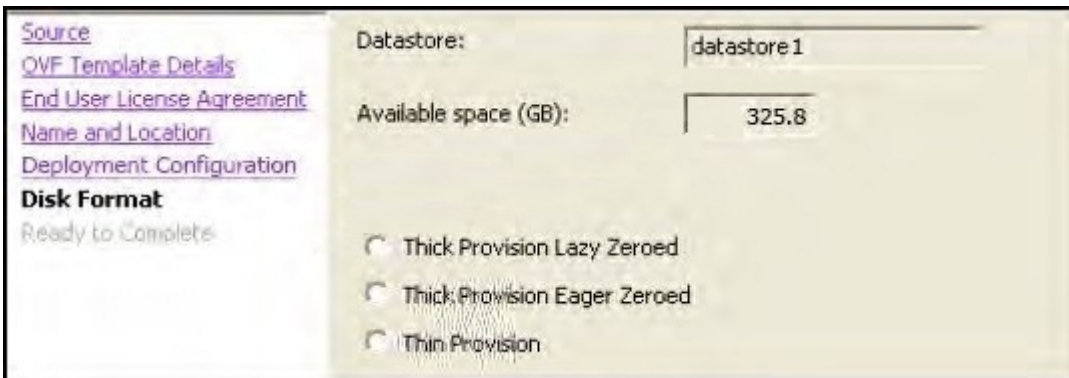 Source
OVF Template Details
End User License Agreement
Name and Location
Deployment Configuration
Disk Format
Ready to Complete
Datastore:
datastore1
Available space (GB):
325.8
Thick Provision Lazy Zeroed
Thick Provision Eager Zeroed
Thin Provision